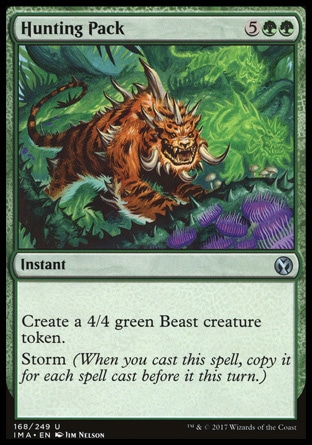 Hunting Pack 5
Instant
Create a 4/4 green Beast creature
token.
Storm (When you cast this spell, copy it
for each spell cast before it this turn.)
168/249 U
IMA • EN Jim Nelson ™ & © 2017 Wizards of the Coast